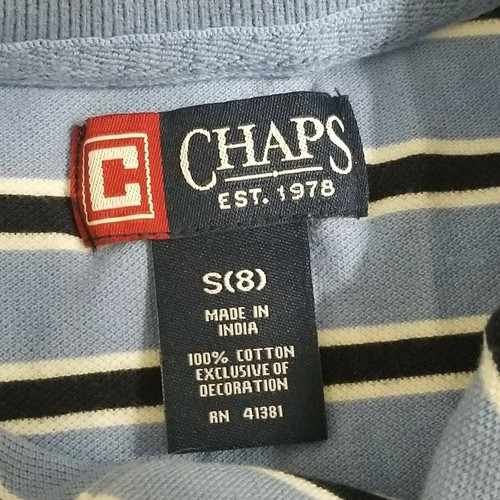 C CHAPS
EST. 1978
S(8)
MADE IN
INDIA
100% COTTON
EXCLUSIVE OF
DECORATION
RN 41381